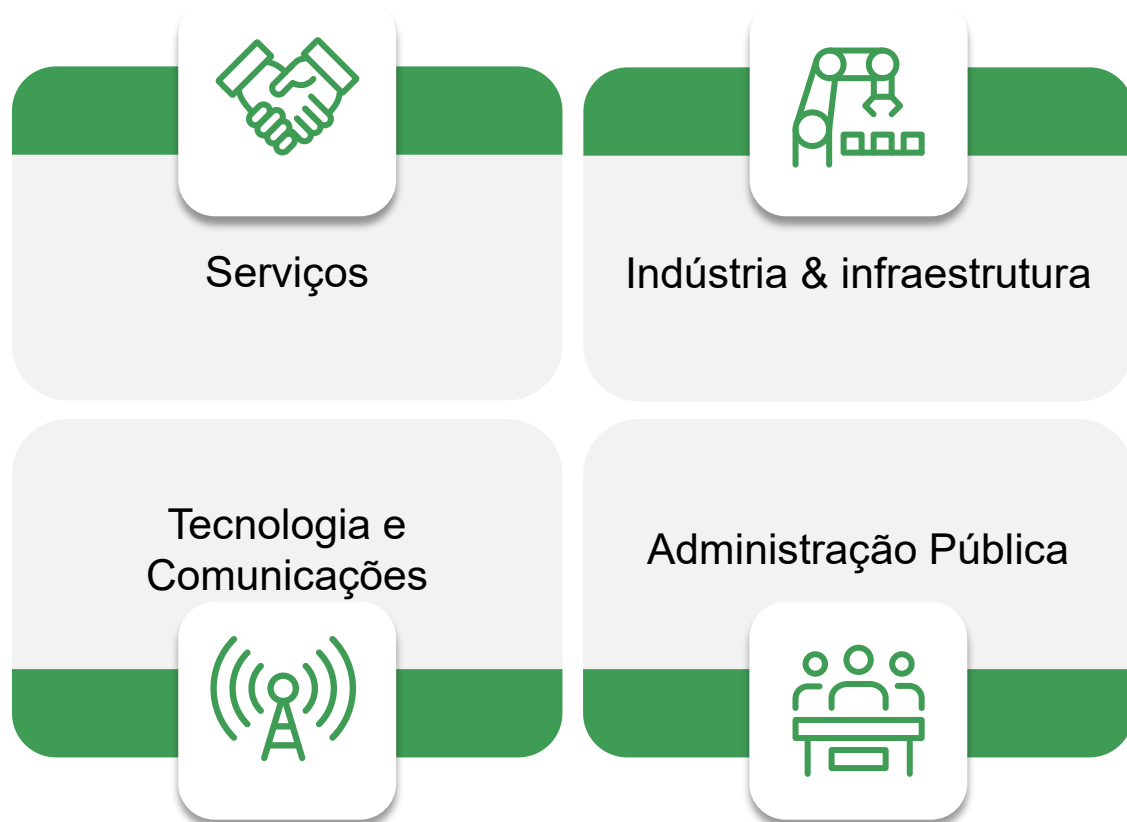 Serviços
Indústria & infraestrutura
Tecnologia e
Comunicações
Administração Pública